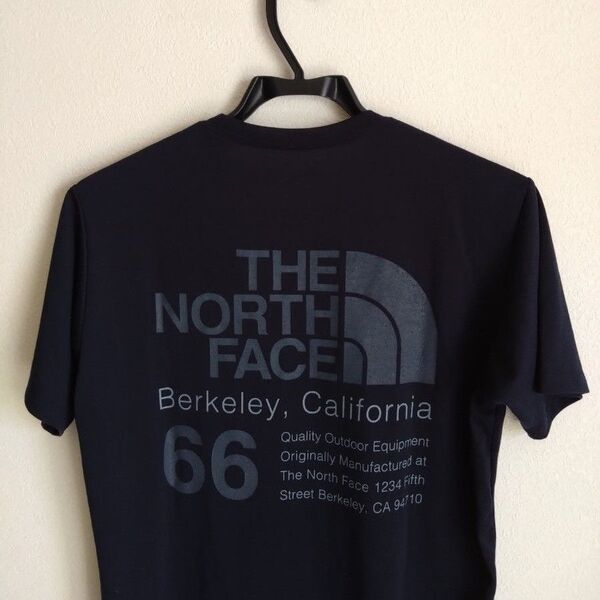 THE
NORTH
FACE
Berkeley, California
66
Quality Outdoor Equipment
Originally Manufactured at
The North Face 1234 Fifth
Street Berkeley, CA 94710